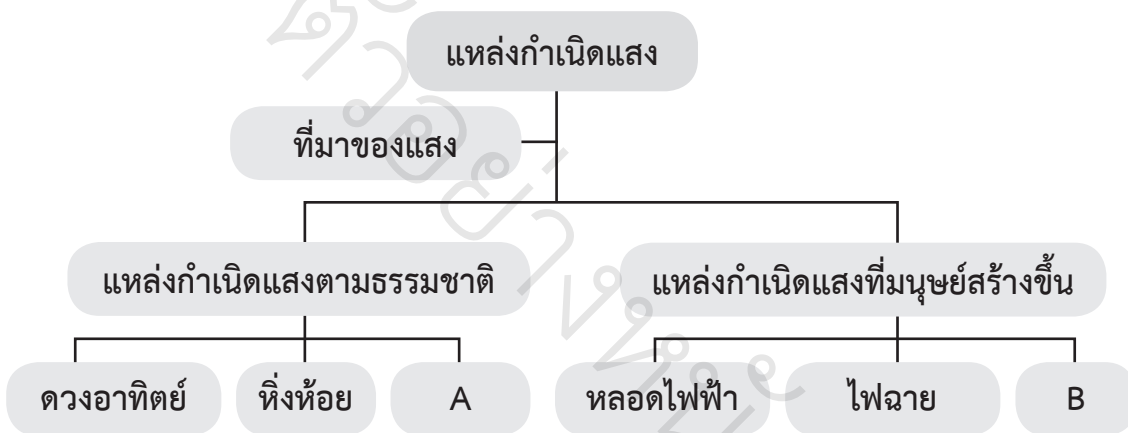 แหล่งกำเนิดแสง
ที่มาของแสง
แหล่งกำเนิดแสงตามธรรมชาติ แหล่งกำเนิดแสงที่มนุษย์สร้างขึ้น
ดวงอาทิตย์ หิ่งห้อย A หลอดไฟฟ้า ไฟฉาย B